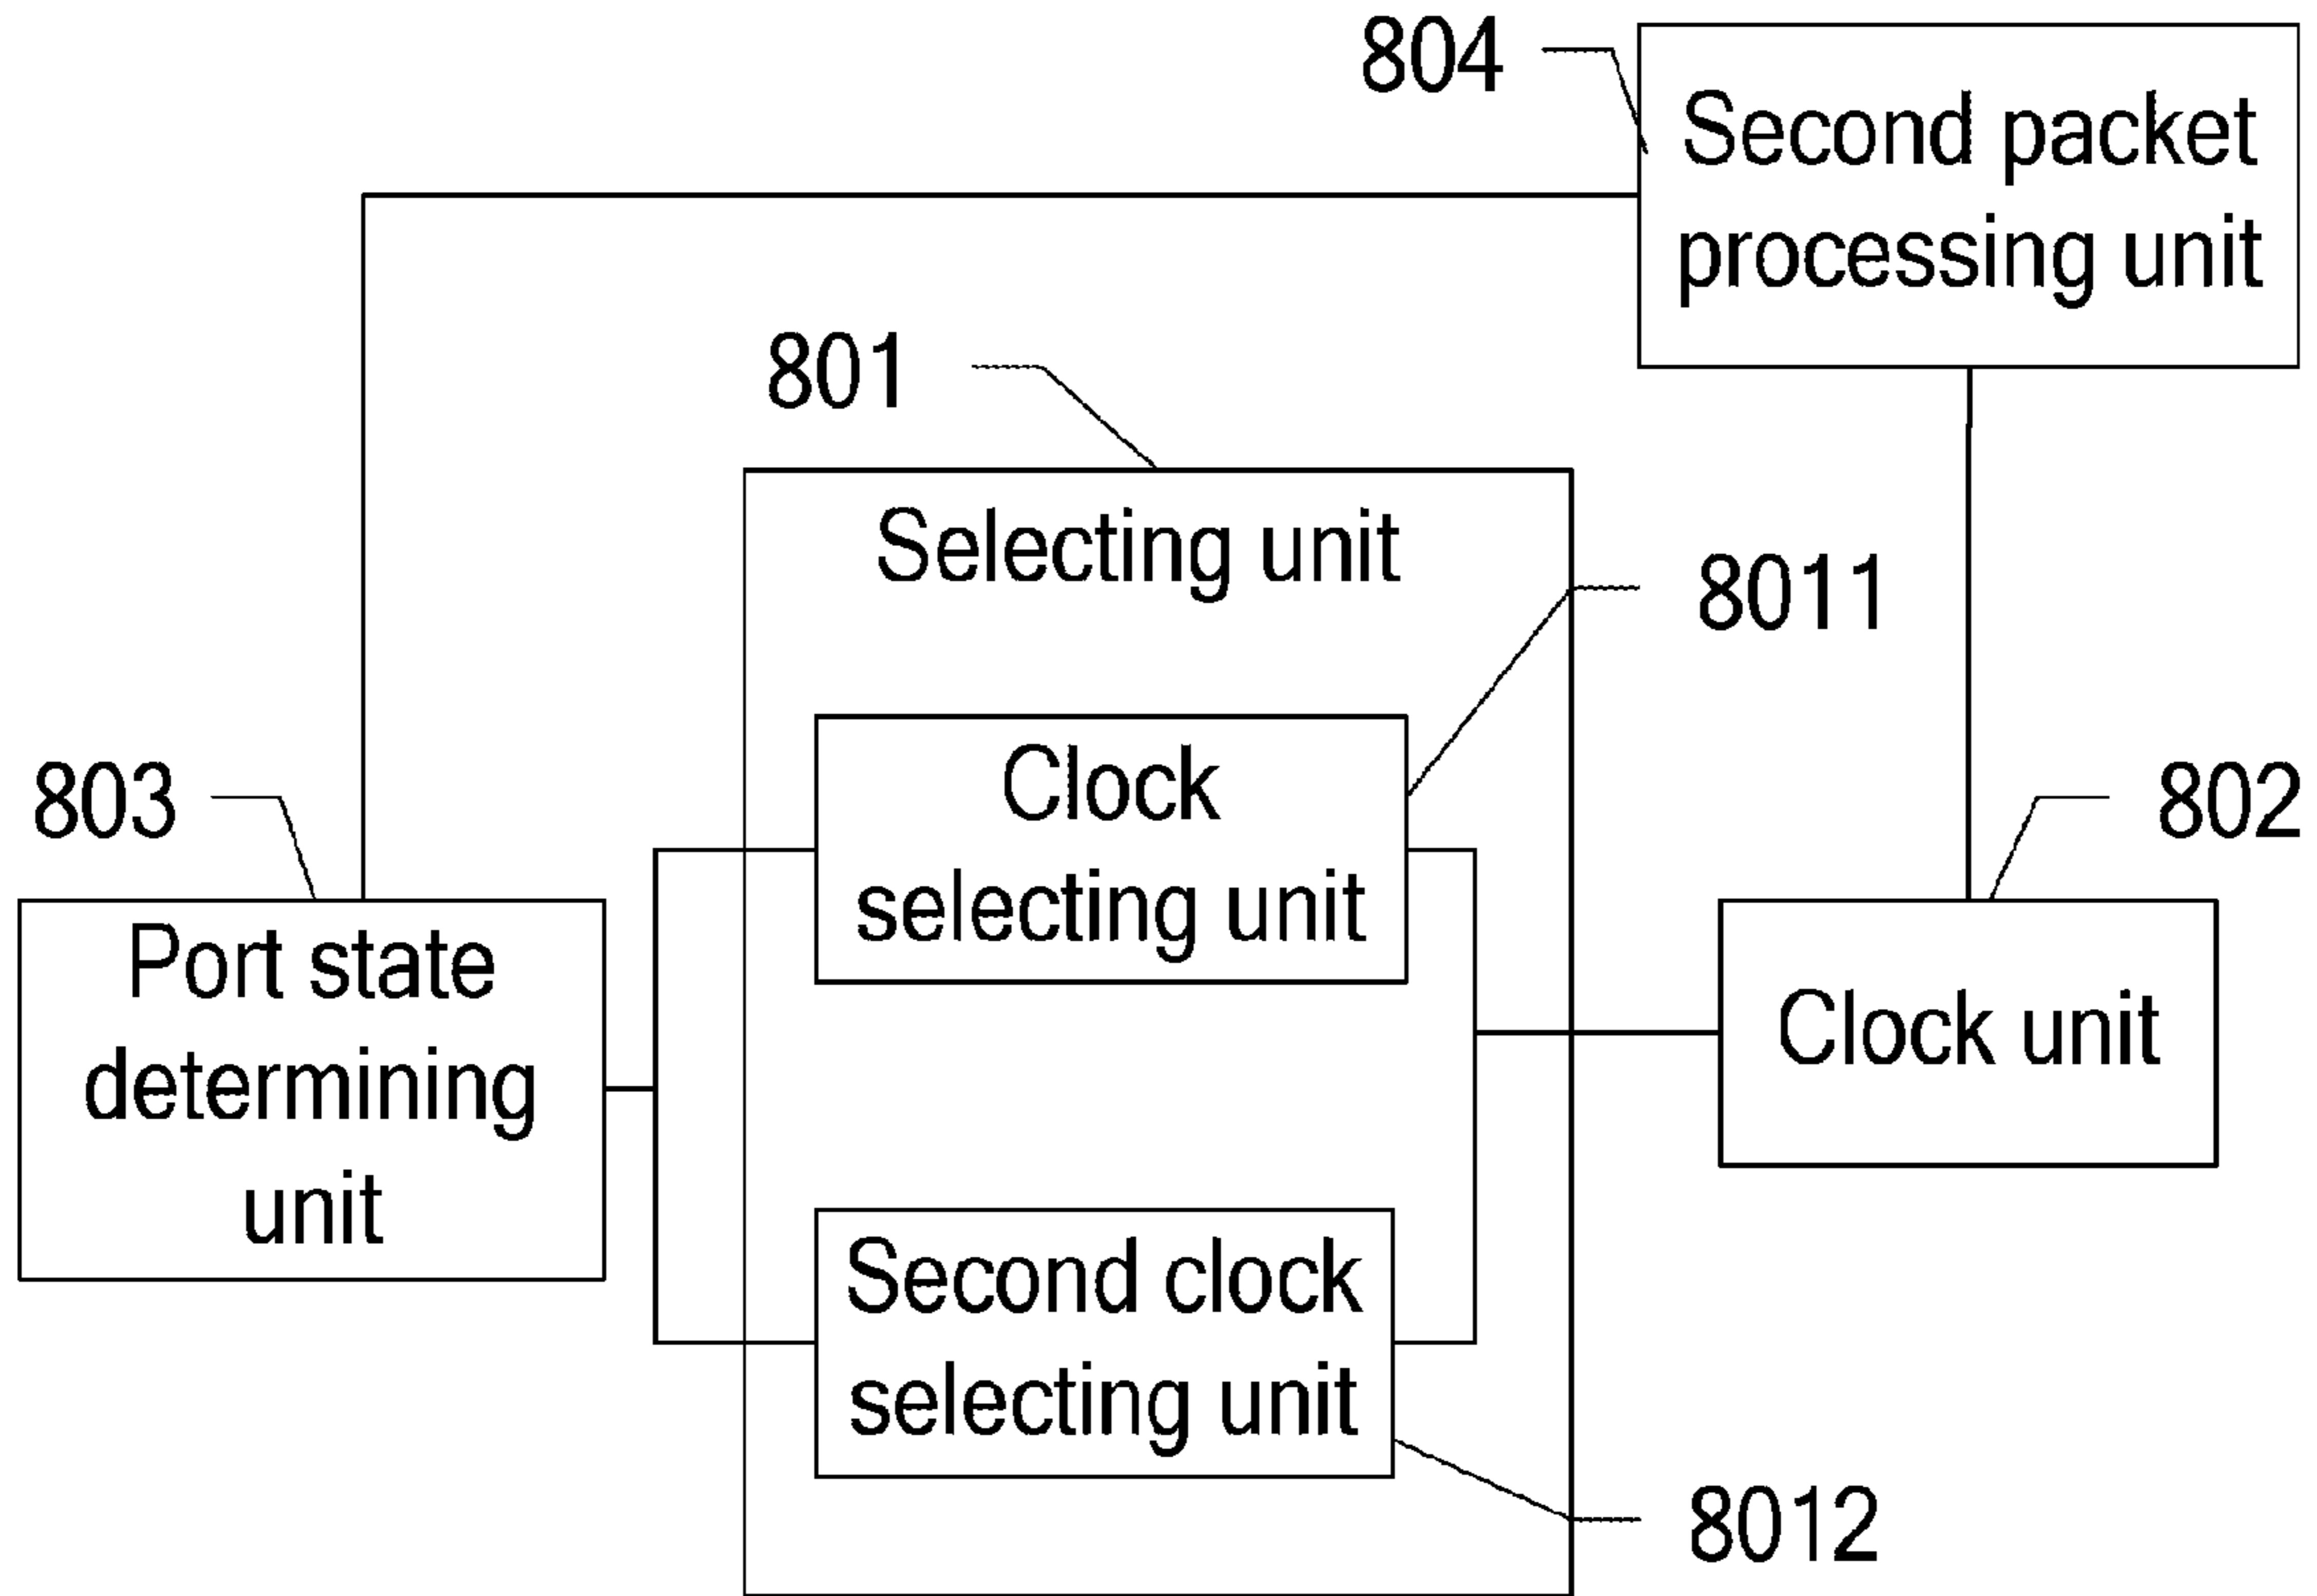 804
Second packet
processing unit
801
Selecting unit
8011
Clock
selecting unit
803
Port state
determining
unit
802
Clock unit
Second clock
selecting unit
8012